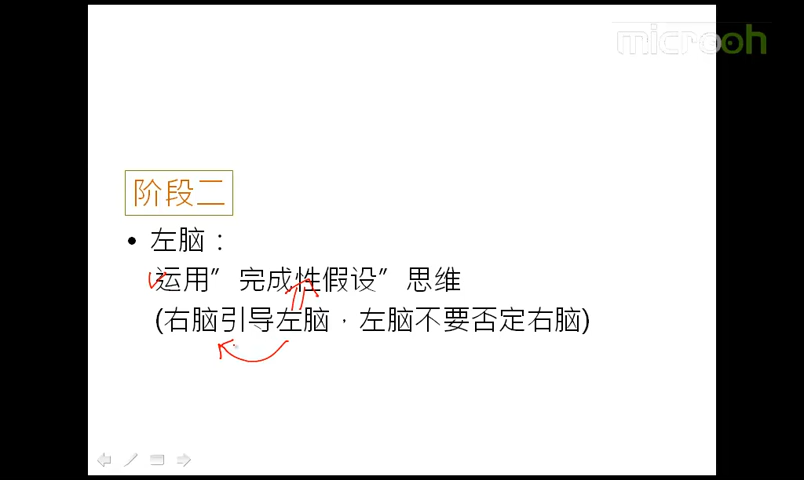 microoh
阶段二
• 左脑：
运用”完成性假设”思维
(右脑引导左脑，左脑不要否定右脑)